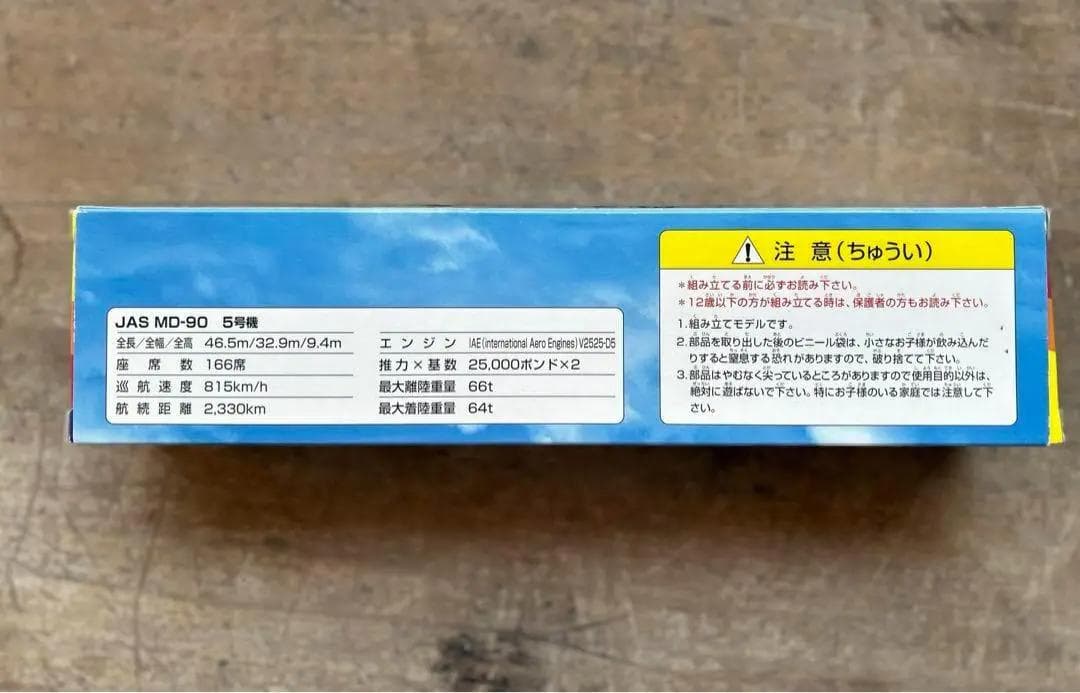 JAS MD-90 5号機
全長/全幅/全高 46.5m/32.9m/9.4m
座席数 166席
巡航速度 815km/h
航続距離 2,330km
エンジン IAE(international Aero Engines)V2525-D5
推力×基数 25,000ポンド×2
最大離陸重量 66t
最大着陸重量 64t
注意(ちゅうい)
*組み立てる前に必ずお読み下さい。
*12歳以下の方が組み立てる時は、保護者の方もお読み下さい。
1.組み立てモデルです。
2.部品を取り出した後のビニール袋は、小さなお子様が飲み込んだ
りすると窒息する恐れがありますので、破り捨てて下さい。
3.部品はやむなく尖っているところがありますので使用目的以外は、
絶対に遊ばないで下さい。特にお子様のいる家庭では注意して下
さい。